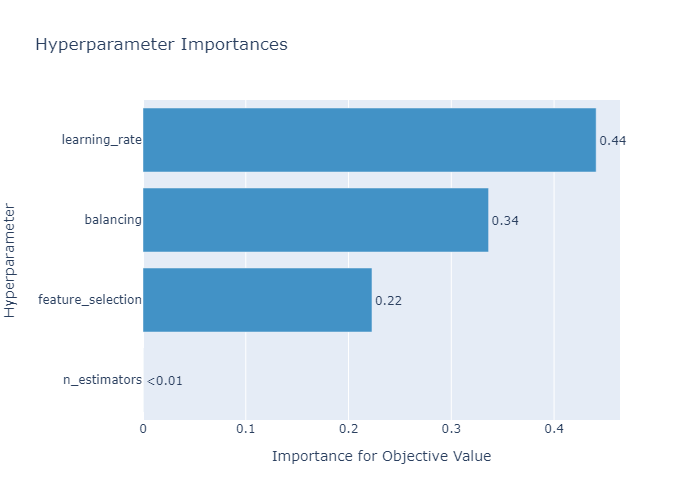 Hyperparameter Importances
Hyperparameter
learning_rate
0.44
balancing
0.34
feature_selection
0.22
n_estimators
<0.01
0
0.1
0.2
0.3
0.4
Importance for Objective Value